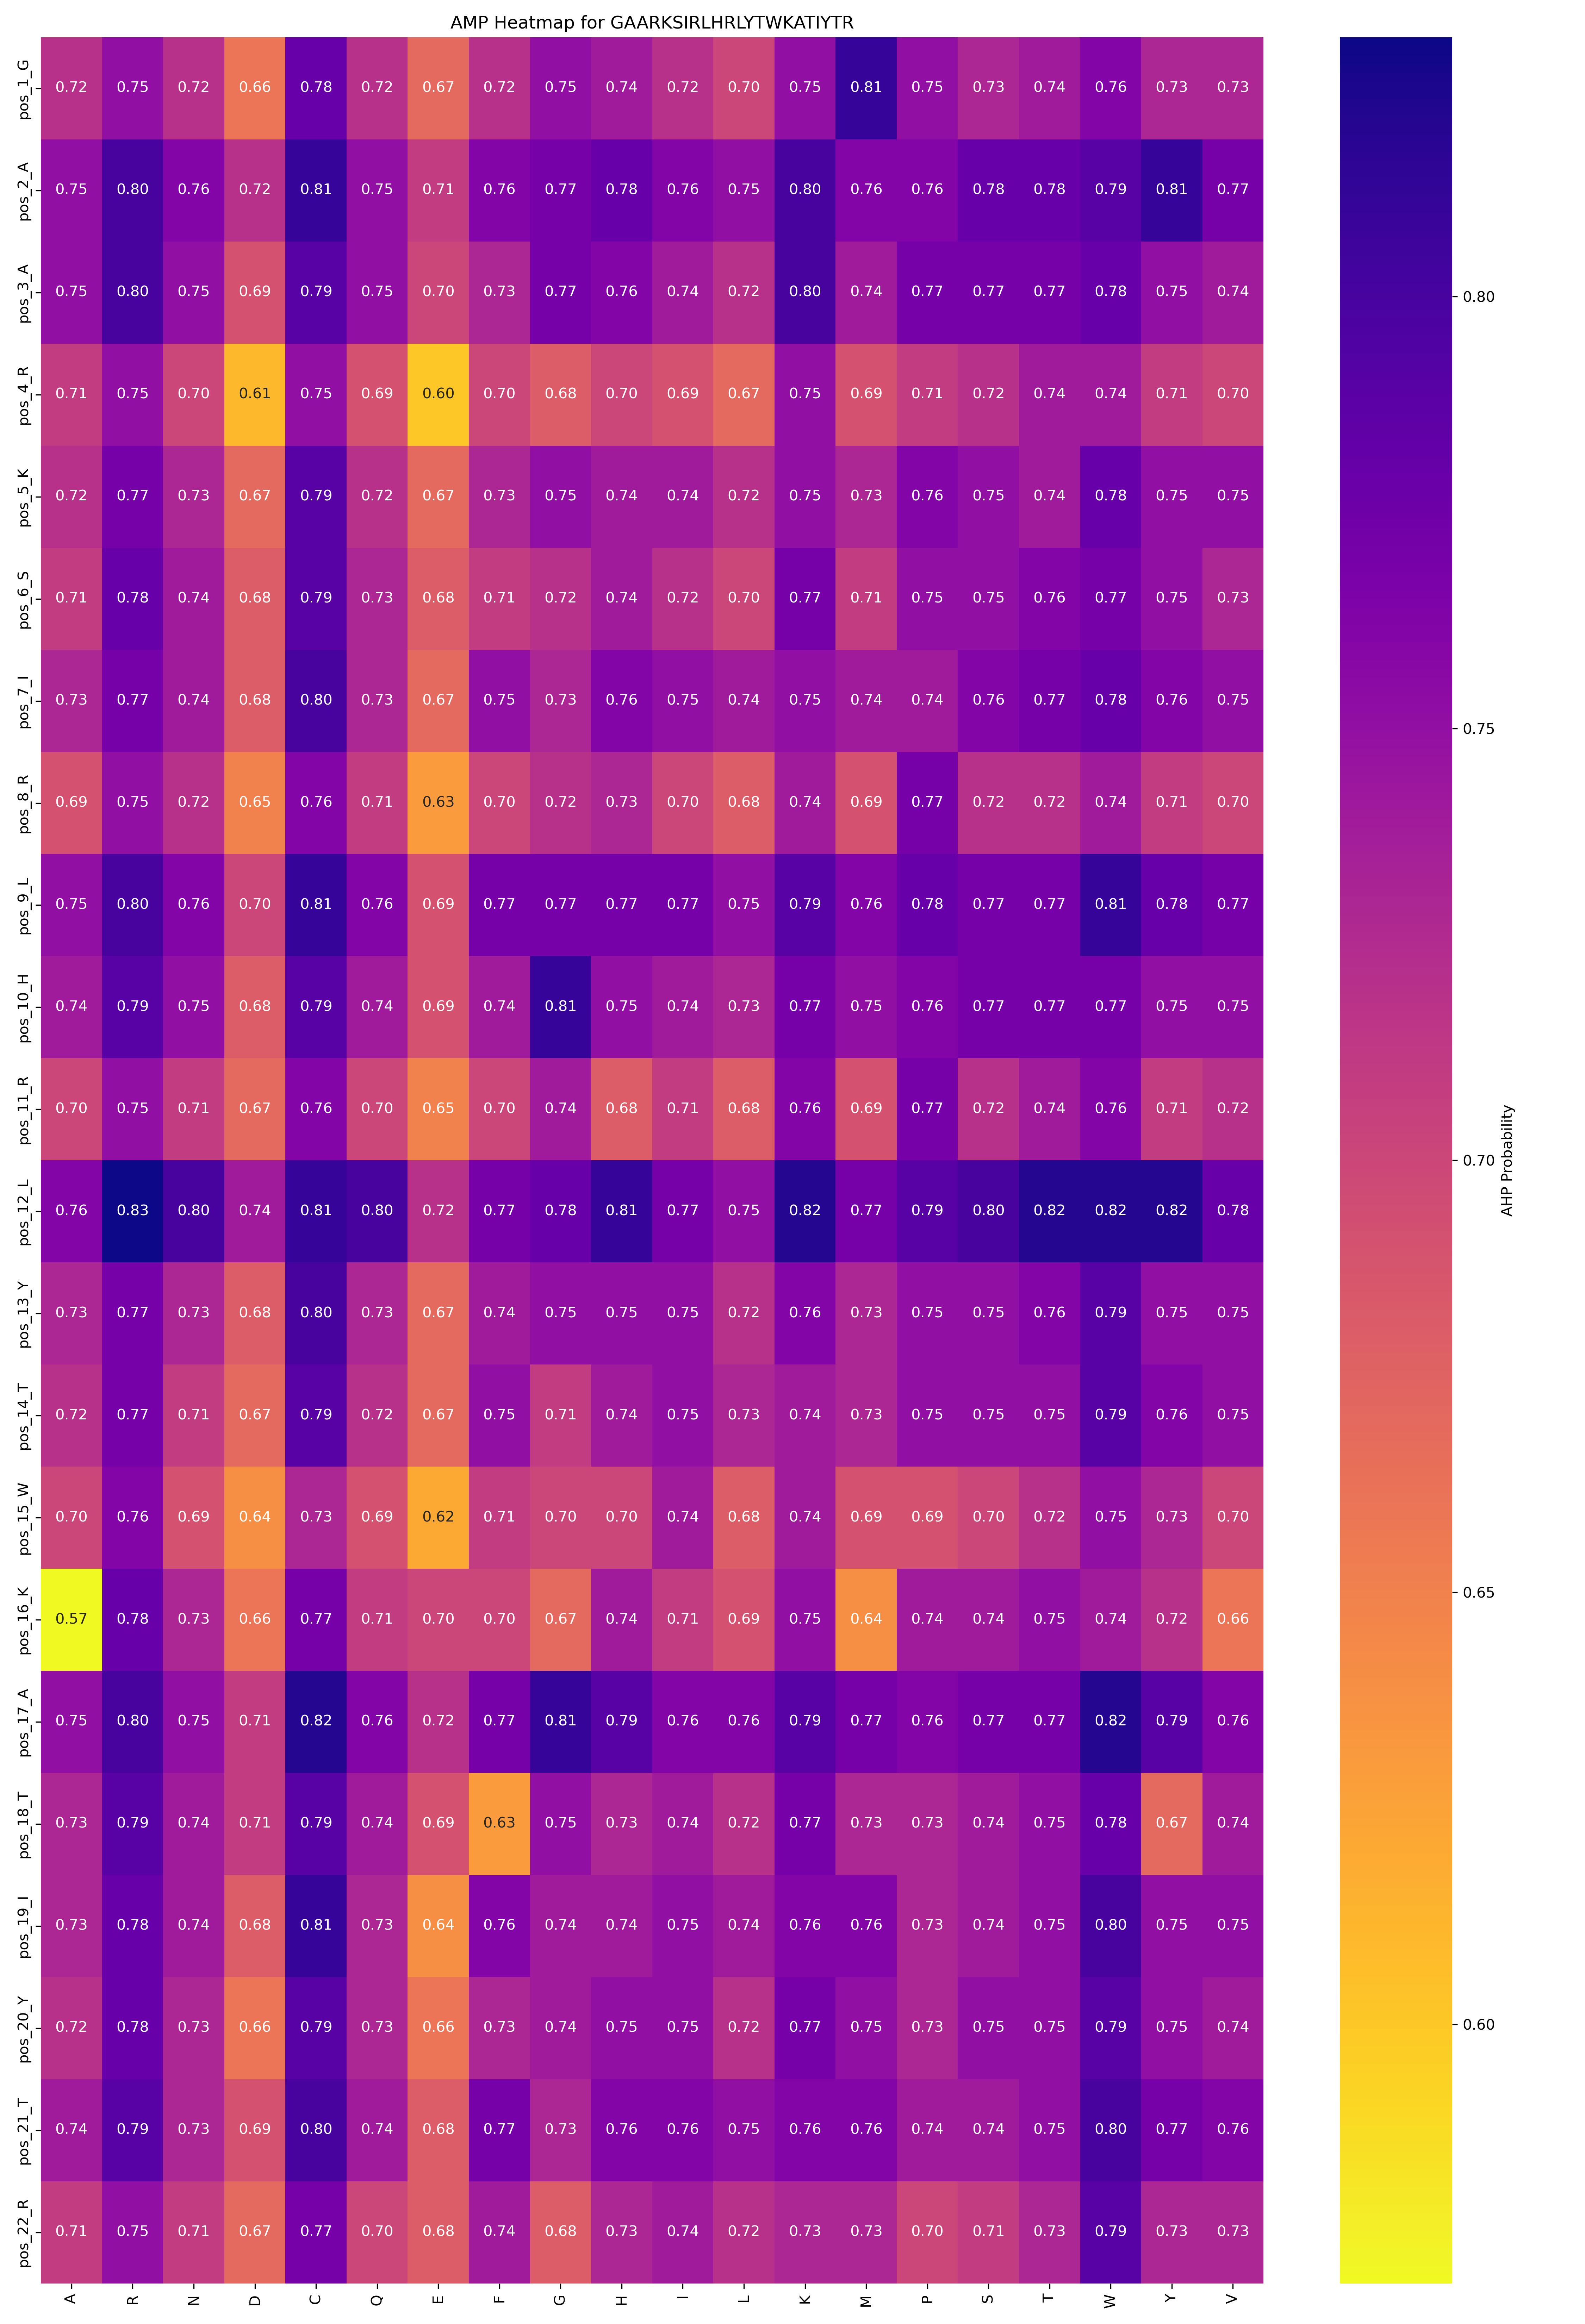 AMP Heatmap for GAARKSIRLHRLYTWKATIYTR
pos_1_G 0.72 0.75 0.72 0.66 0.78 0.72 0.67 0.72 0.75 0.74 0.72 0.70 0.75 0.81 0.75 0.73 0.74 0.76 0.73 0.73
pos_2_A 0.75 0.80 0.76 0.72 0.81 0.75 0.71 0.76 0.77 0.78 0.76 0.75 0.80 0.76 0.76 0.78 0.78 0.79 0.81 0.77
pos_3_A 0.75 0.80 0.75 0.69 0.79 0.75 0.70 0.73 0.77 0.76 0.74 0.72 0.80 0.74 0.77 0.77 0.77 0.78 0.75 0.74
pos_4_R 0.71 0.75 0.70 0.61 0.75 0.69 0.60 0.70 0.68 0.70 0.69 0.67 0.75 0.69 0.71 0.72 0.74 0.74 0.71 0.70
pos_5_K 0.72 0.77 0.73 0.67 0.79 0.72 0.67 0.73 0.75 0.74 0.74 0.72 0.75 0.73 0.76 0.75 0.74 0.78 0.75 0.75
pos_6_S 0.71 0.78 0.74 0.68 0.79 0.73 0.68 0.71 0.72 0.74 0.72 0.70 0.77 0.71 0.75 0.75 0.76 0.77 0.75 0.73
pos_7_I 0.73 0.77 0.74 0.68 0.80 0.73 0.67 0.75 0.73 0.76 0.75 0.74 0.75 0.74 0.74 0.76 0.77 0.78 0.76 0.75
pos_8_R 0.69 0.75 0.72 0.65 0.76 0.71 0.63 0.70 0.72 0.73 0.70 0.68 0.74 0.69 0.77 0.72 0.72 0.74 0.71 0.70
pos_9_L 0.75 0.80 0.76 0.70 0.81 0.76 0.69 0.77 0.77 0.77 0.77 0.75 0.79 0.76 0.78 0.77 0.77 0.81 0.78 0.77
pos_10_H 0.74 0.79 0.75 0.68 0.79 0.74 0.69 0.74 0.81 0.75 0.74 0.73 0.77 0.75 0.76 0.77 0.77 0.77 0.75 0.75
pos_11_R 0.70 0.75 0.71 0.67 0.76 0.70 0.65 0.70 0.74 0.68 0.71 0.68 0.76 0.69 0.77 0.72 0.74 0.76 0.71 0.72
pos_12_L 0.76 0.83 0.80 0.74 0.81 0.80 0.72 0.77 0.78 0.81 0.77 0.75 0.82 0.77 0.79 0.80 0.82 0.82 0.82 0.78
pos_13_Y 0.73 0.77 0.73 0.68 0.80 0.73 0.67 0.74 0.75 0.75 0.75 0.72 0.76 0.73 0.75 0.75 0.76 0.79 0.75 0.75
pos_14_T 0.72 0.77 0.71 0.67 0.79 0.72 0.67 0.75 0.71 0.74 0.75 0.73 0.74 0.73 0.75 0.75 0.75 0.79 0.76 0.75
pos_15_W 0.70 0.76 0.69 0.64 0.73 0.69 0.62 0.71 0.70 0.70 0.74 0.68 0.74 0.69 0.69 0.70 0.72 0.75 0.73 0.70
pos_16_K 0.57 0.78 0.73 0.66 0.77 0.71 0.70 0.70 0.67 0.74 0.71 0.69 0.75 0.64 0.74 0.74 0.75 0.74 0.72 0.66
pos_17_A 0.75 0.80 0.75 0.71 0.82 0.76 0.72 0.77 0.81 0.79 0.76 0.76 0.79 0.77 0.76 0.77 0.77 0.82 0.79 0.76
pos_18_T 0.73 0.79 0.74 0.71 0.79 0.74 0.69 0.63 0.75 0.73 0.74 0.72 0.77 0.73 0.73 0.74 0.75 0.78 0.67 0.74
pos_19_I 0.73 0.78 0.74 0.68 0.81 0.73 0.64 0.76 0.74 0.74 0.75 0.74 0.76 0.76 0.73 0.74 0.75 0.80 0.75 0.75
pos_20_Y 0.72 0.78 0.73 0.66 0.79 0.73 0.66 0.73 0.74 0.75 0.75 0.72 0.77 0.75 0.73 0.75 0.75 0.79 0.75 0.74
pos_21_T 0.74 0.79 0.73 0.69 0.80 0.74 0.68 0.77 0.73 0.76 0.76 0.75 0.76 0.76 0.74 0.74 0.75 0.80 0.77 0.76
pos_22_R 0.71 0.75 0.71 0.67 0.77 0.70 0.68 0.74 0.68 0.73 0.74 0.72 0.73 0.73 0.70 0.71 0.73 0.79 0.73 0.73
A R N D C Q E F G H I L K M P S T W Y V
0.80
0.75
0.70
0.65
0.60
AHP Probability